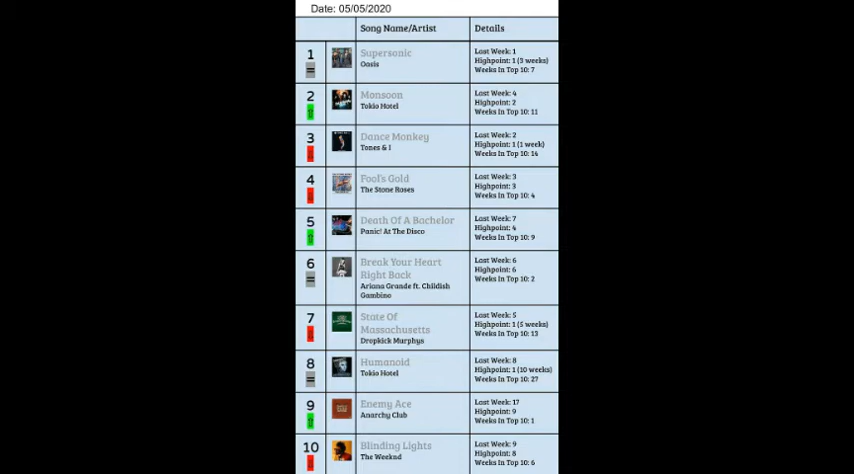 Date: 05/05/2020
Song Name/Artist
Details
1
Supersonic
Oasis
Last Week: 1
Highpoint: 1 (3 weeks)
Weeks In Top 10: 7
2
Monsoon
Tokio Hotel
Last Week: 4
Highpoint: 2
Weeks In Top 10: 11
3
Dance Monkey
Tones & I
Last Week: 2
Highpoint: 1 (1 week)
Weeks In Top 10: 14
4
Fool's Gold
The Stone Roses
Last Week: 3
Highpoint: 3
Weeks In Top 10: 4
5
Death Of A Bachelor
Panic! At The Disco
Last Week: 7
Highpoint: 4
Weeks In Top 10: 9
6
Break Your Heart
Right Back
Ariana Grande ft. Childish
Gambino
Last Week: 6
Highpoint: 6
Weeks In Top 10: 2
7
State Of
Massachusetts
Dropkick Murphys
Last Week: 5
Highpoint: 1 (5 weeks)
Weeks In Top 10: 13
8
Humanoid
Tokio Hotel
Last Week: 8
Highpoint: 1 (10 weeks)
Weeks In Top 10: 27
9
Enemy Ace
Anarchy Club
Last Week: 17
Highpoint: 9
Weeks In Top 10: 1
10
Blinding Lights
The Weeknd
Last Week: 9
Highpoint: 8
Weeks In Top 10: 6